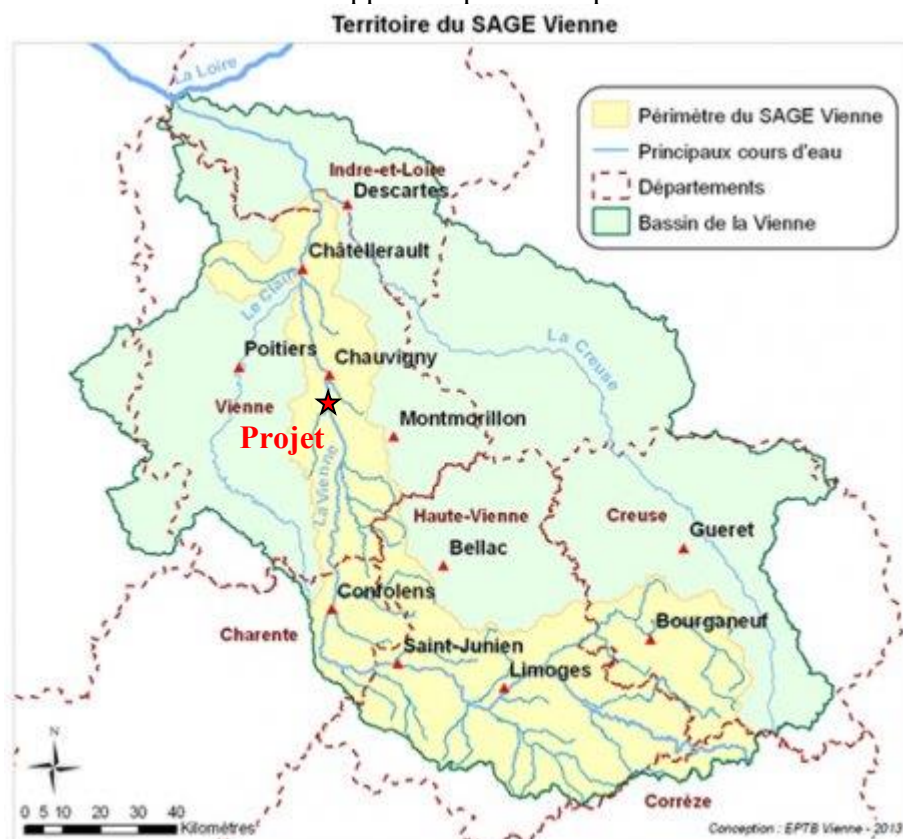 Territoire du SAGE Vienne
La Loire
Périmètre du SAGE Vienne
Principaux cours d'eau
Départements
Bassin de la Vienne
Indre-et-Loire
Descartes
Châtellerault
Le Clain
Poitiers
Chauvigny
La Creuse
Vienne
Projet
Montmorillon
La Vienne
Haute-Vienne
Creuse
Gueret
Bellac
Confolens
Charente
Bourganeuf
Saint-Junien
Limoges
N
Corrèze
0 5 10 20 30 40
Kilomètres
Conception : EPTB Vienne - 2013